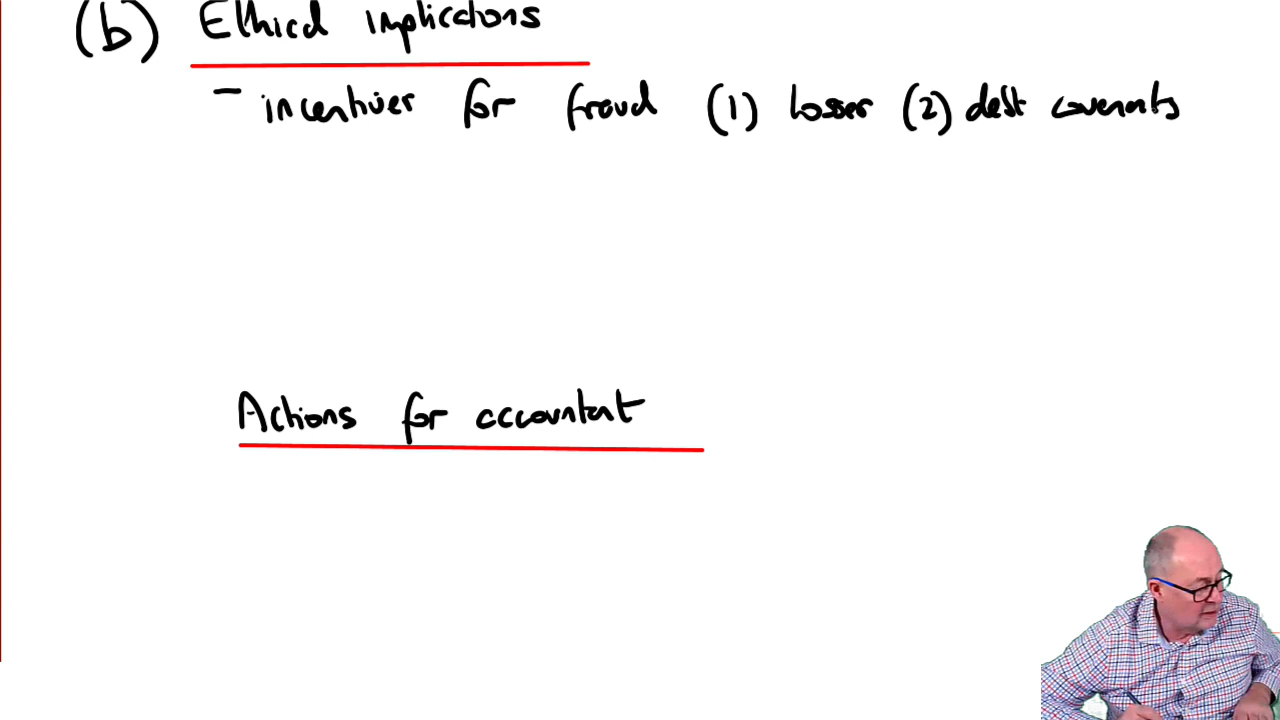 (b) Ethical implications
- incentives for fraud (1) losses (2) debt covenants
Actions for accountant